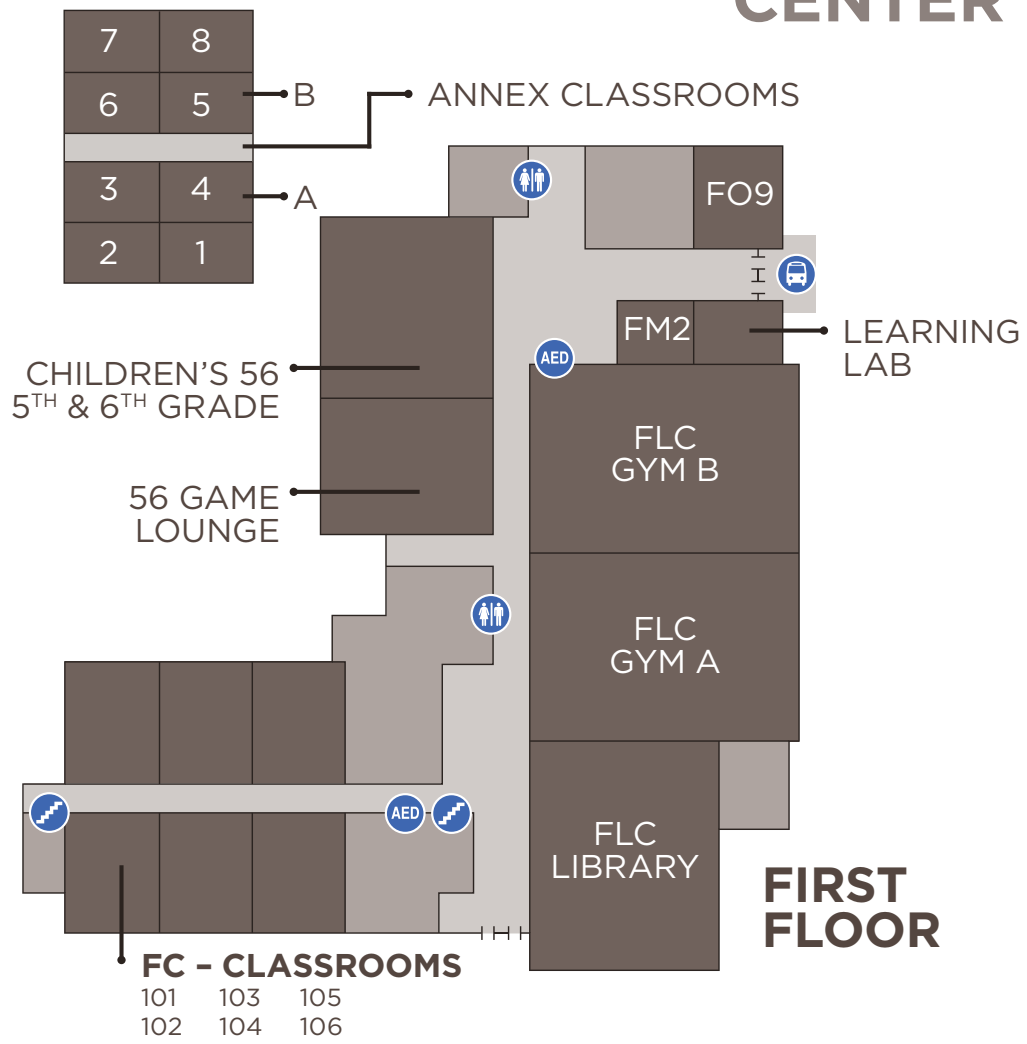 CENTER
7 8
6 5
B
ANNEX CLASSROOMS
3 4
A
2 1
FO9
FM2
LEARNING
LAB
AED
CHILDREN'S 56
5TH & 6TH GRADE
FLC
GYM B
56 GAME
LOUNGE
FLC
GYM A
AED
FLC
LIBRARY
FIRST
FLOOR
FC – CLASSROOMS
101 103 105
102 104 106